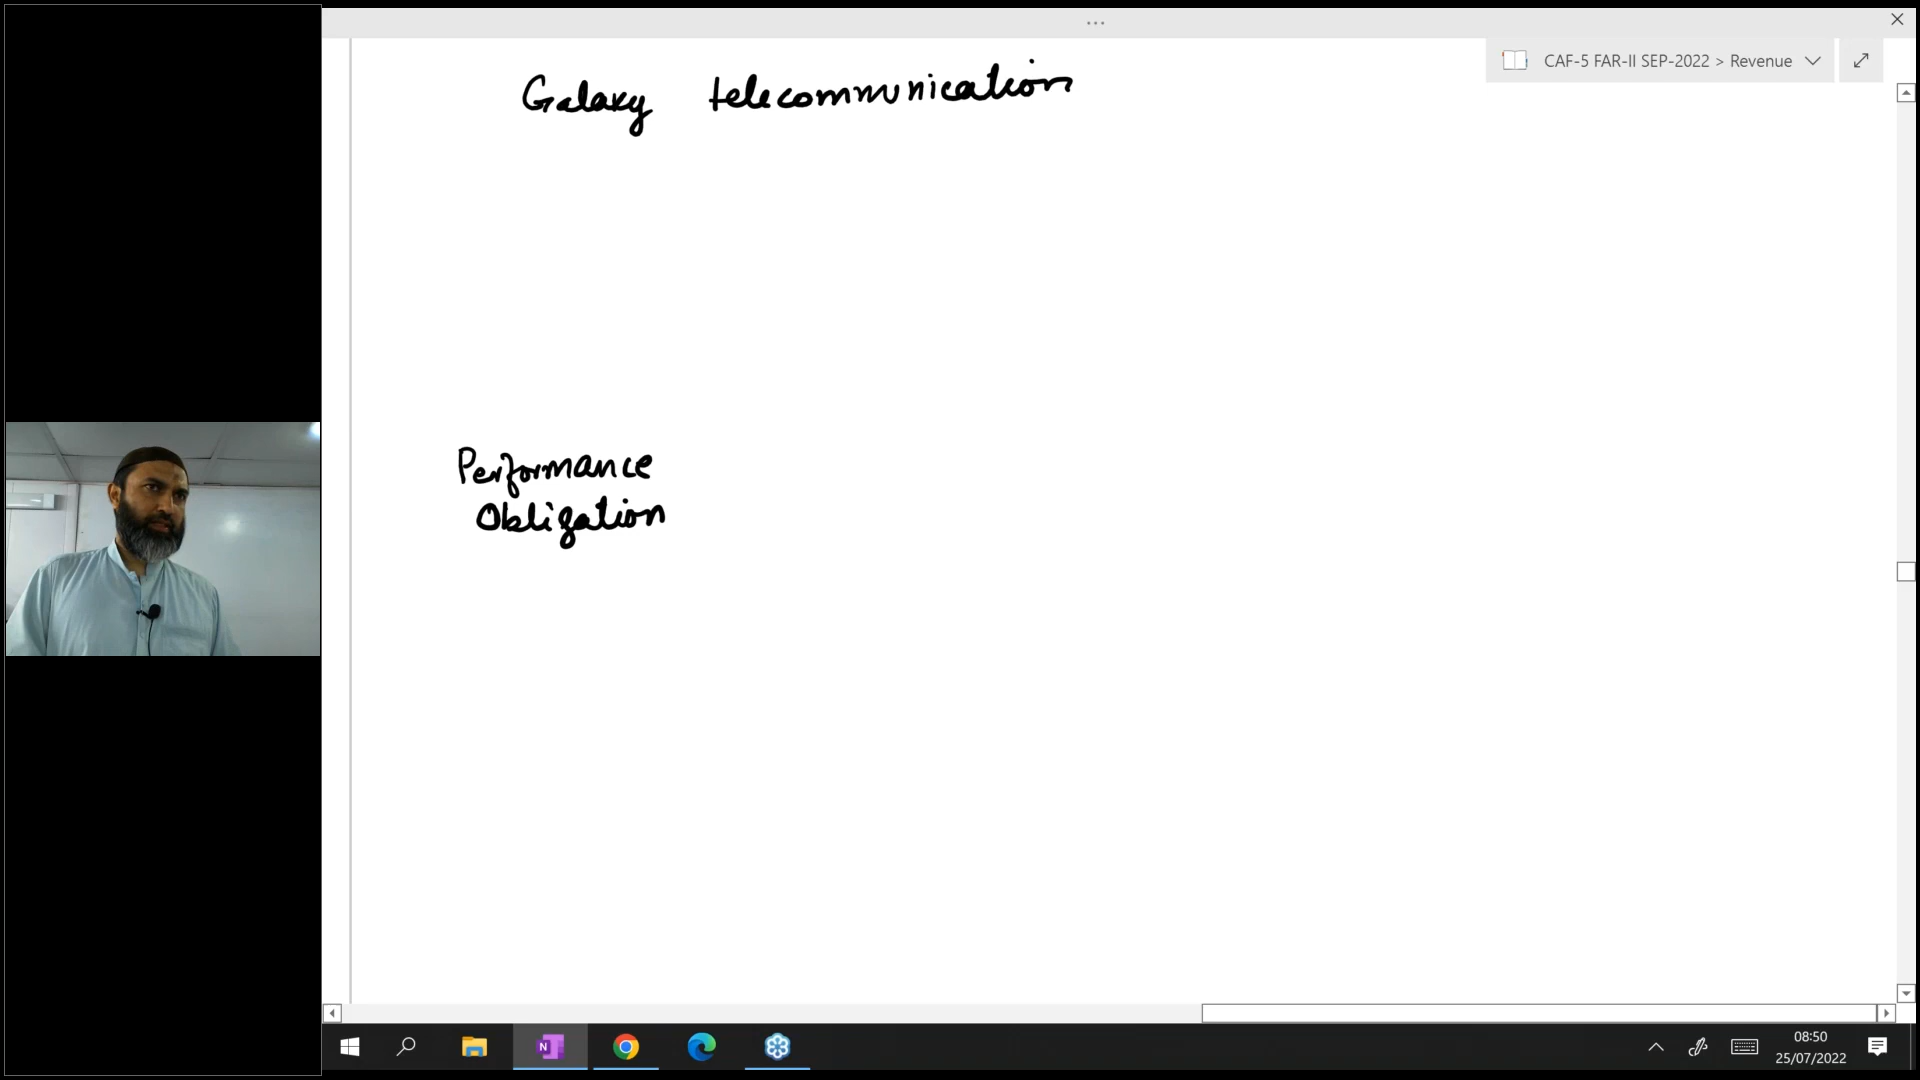 ...
CAF-5 FAR-II SEP-2022 > Revenue
Galaxy telecommunication
Performance
Obligation
N
08:50
25/07/2022